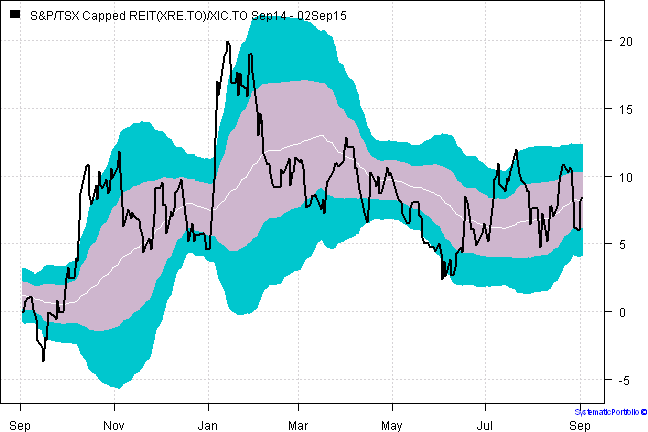 S&P/TSX Capped REIT(XRE.TO)/XIC.TO Sep14 - 02Sep15
20
15
10
5
0
-5
Sep Nov Jan Mar May Jul Sep
SystematicPortfolio ©